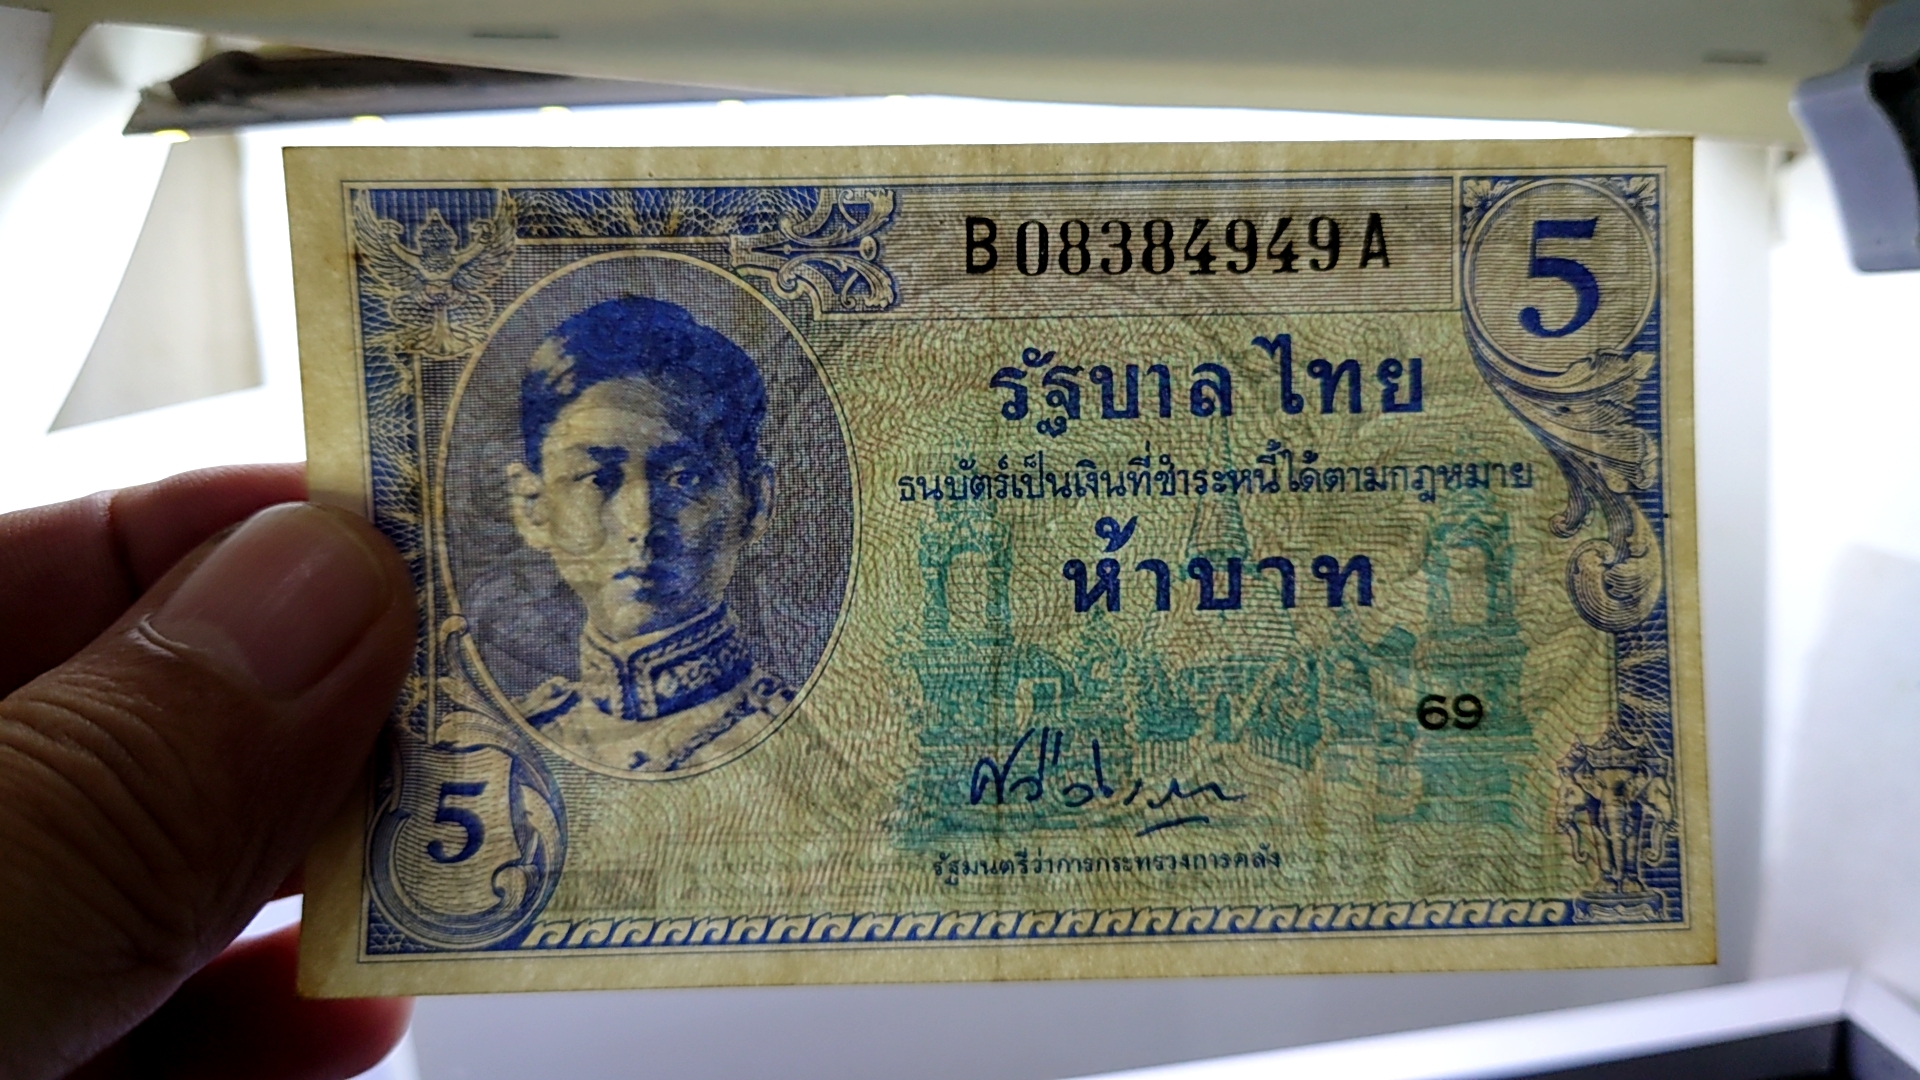 B 08384949 A
5
รัฐบาล ไทย
ธนบัตร์เป็นเงินที่ชำระหนี้ได้ตามกฎหมาย
ห้าบาท
69
5
รัฐมนตรีว่าการกระทรวงการคลัง